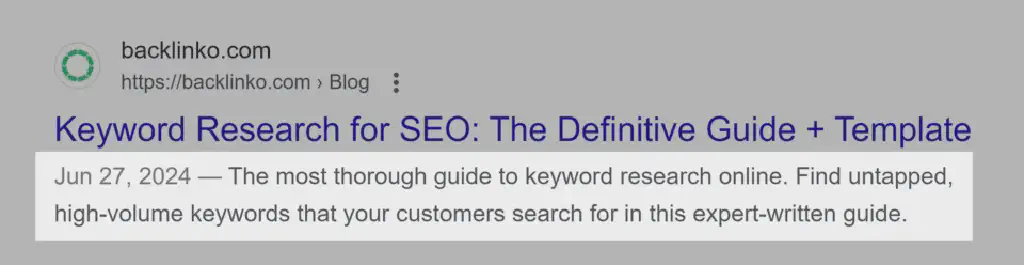 backlinko.com
https://backlinko.com › Blog
Keyword Research for SEO: The Definitive Guide + Template
Jun 27, 2024 — The most thorough guide to keyword research online. Find untapped,
high-volume keywords that your customers search for in this expert-written guide.